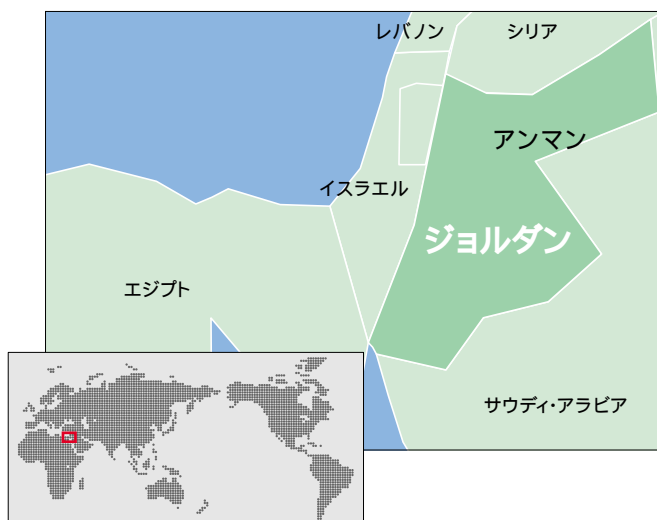 レバノン
シリア
アンマン
イスラエル
ジョルダン
エジプト
サウディ・アラビア